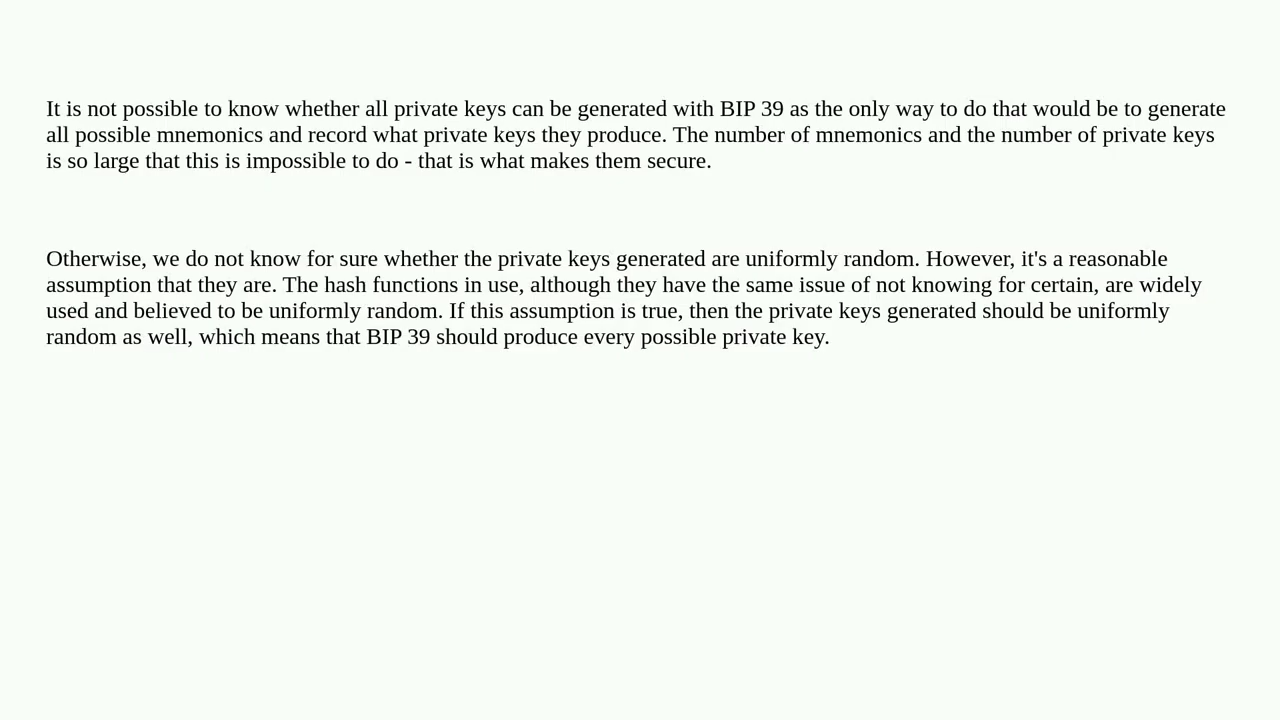 It is not possible to know whether all private keys can be generated with BIP 39 as the only way to do that would be to generate
all possible mnemonics and record what private keys they produce. The number of mnemonics and the number of private keys
is so large that this is impossible to do - that is what makes them secure.
Otherwise, we do not know for sure whether the private keys generated are uniformly random. However, it's a reasonable
assumption that they are. The hash functions in use, although they have the same issue of not knowing for certain, are widely
used and believed to be uniformly random. If this assumption is true, then the private keys generated should be uniformly
random as well, which means that BIP 39 should produce every possible private key.